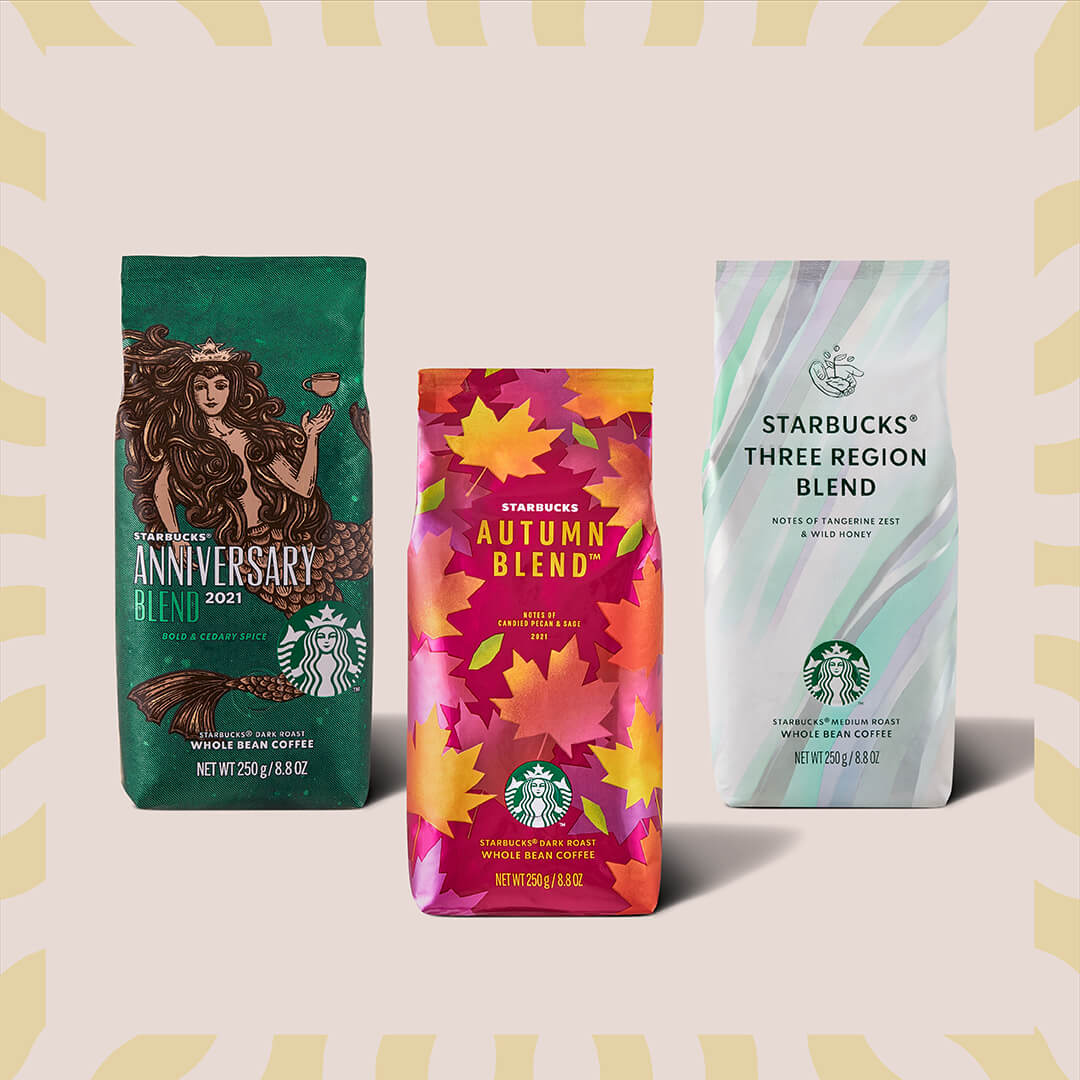 STARBUCKS®
ANNIVERSARY
BLEND 2021
BOLD & CEDARY SPICE
™
STARBUCKS® DARK ROAST
WHOLE BEAN COFFEE
NET WT 250 g / 8.8 OZ
STARBUCKS
AUTUMN
BLEND™
NOTES OF
CANDIED PECAN & SAGE
2021
™
STARBUCKS® DARK ROAST
WHOLE BEAN COFFEE
NET WT 250 g / 8.8 OZ
STARBUCKS®
THREE REGION
BLEND
NOTES OF TANGERINE ZEST
& WILD HONEY
™
STARBUCKS® MEDIUM ROAST
WHOLE BEAN COFFEE
NET WT 250 g / 8.8 OZ